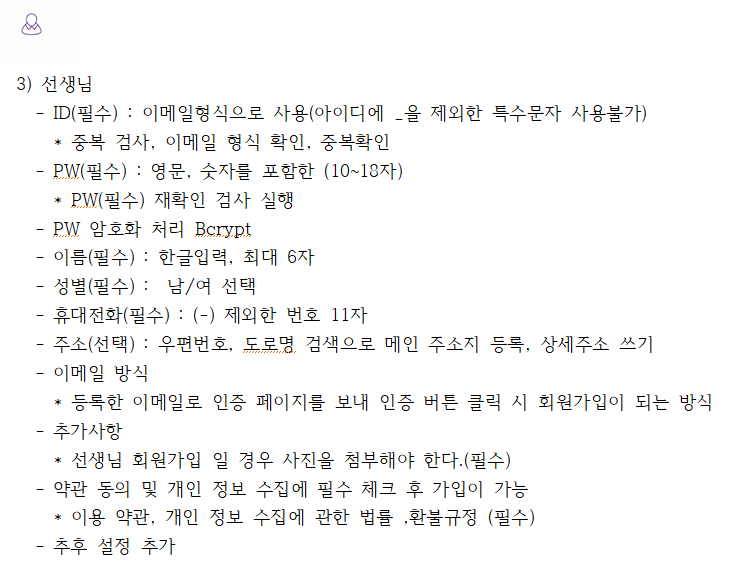 3) 선생님
- ID(필수) : 이메일형식으로 사용(아이디에 _을 제외한 특수문자 사용불가)
* 중복 검사, 이메일 형식 확인, 중복확인
- PW(필수) : 영문, 숫자를 포함한 (10~18자)
* PW(필수) 재확인 검사 실행
- PW 암호화 처리 Bcrypt
- 이름(필수) : 한글입력, 최대 6자
- 성별(필수) : 남/여 선택
- 휴대전화(필수) : (-) 제외한 번호 11자
- 주소(선택) : 우편번호, 도로명 검색으로 메인 주소지 등록, 상세주소 쓰기
- 이메일 방식
* 등록한 이메일로 인증 페이지를 보내 인증 버튼 클릭 시 회원가입이 되는 방식
- 추가사항
* 선생님 회원가입 일 경우 사진을 첨부해야 한다.(필수)
- 약관 동의 및 개인 정보 수집에 필수 체크 후 가입이 가능
* 이용 약관, 개인 정보 수집에 관한 법률 ,환불규정 (필수)
- 추후 설정 추가